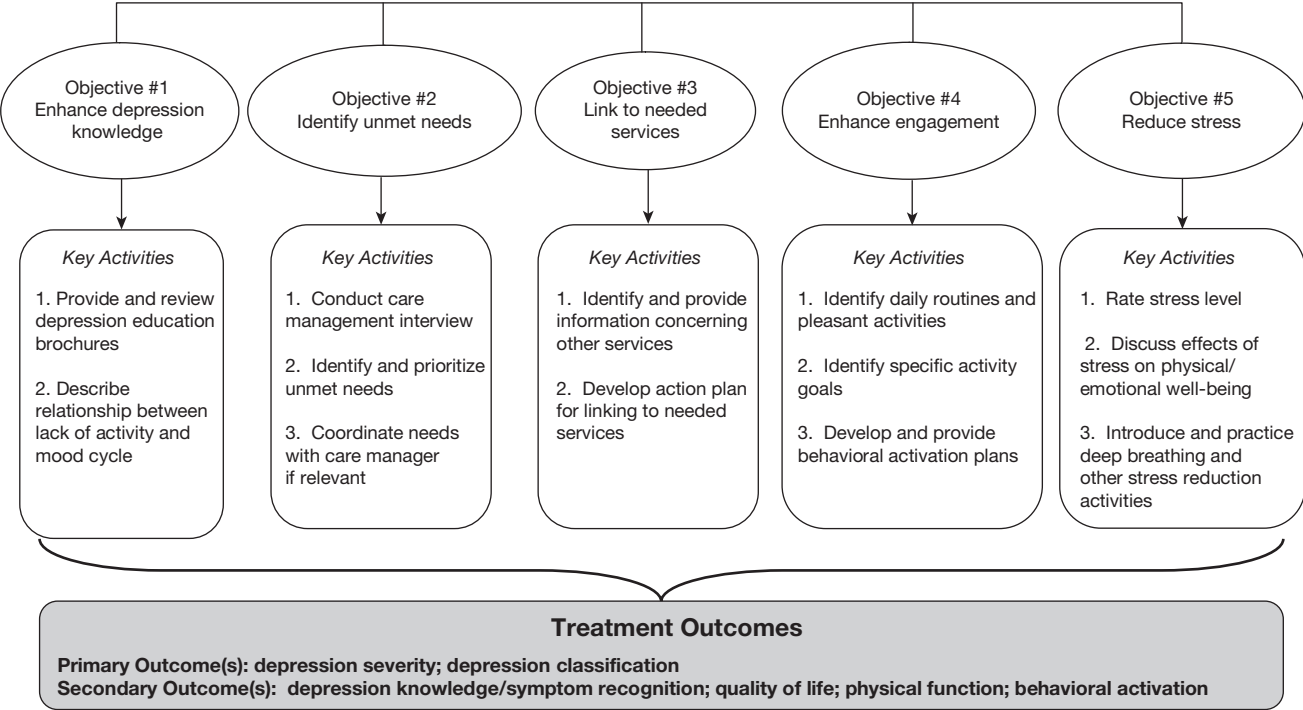 Objective #1
Enhance depression
knowledge
Objective #2
Identify unmet needs
Objective #3
Link to needed
services
Objective #4
Enhance engagement
Objective #5
Reduce stress
Key Activities
1. Provide and review
depression education
brochures
2. Describe
relationship between
lack of activity and
mood cycle
Key Activities
1. Conduct care
management interview
2. Identify and prioritize
unmet needs
3. Coordinate needs
with care manager
if relevant
Key Activities
1. Identify and provide
information concerning
other services
2. Develop action plan
for linking to needed
services
Key Activities
1. Identify daily routines and
pleasant activities
2. Identify specific activity
goals
3. Develop and provide
behavioral activation plans
Key Activities
1. Rate stress level
2. Discuss effects of
stress on physical/
emotional well-being
3. Introduce and practice
deep breathing and
other stress reduction
activities
Treatment Outcomes
Primary Outcome(s): depression severity; depression classification
Secondary Outcome(s): depression knowledge/symptom recognition; quality of life; physical function; behavioral activation